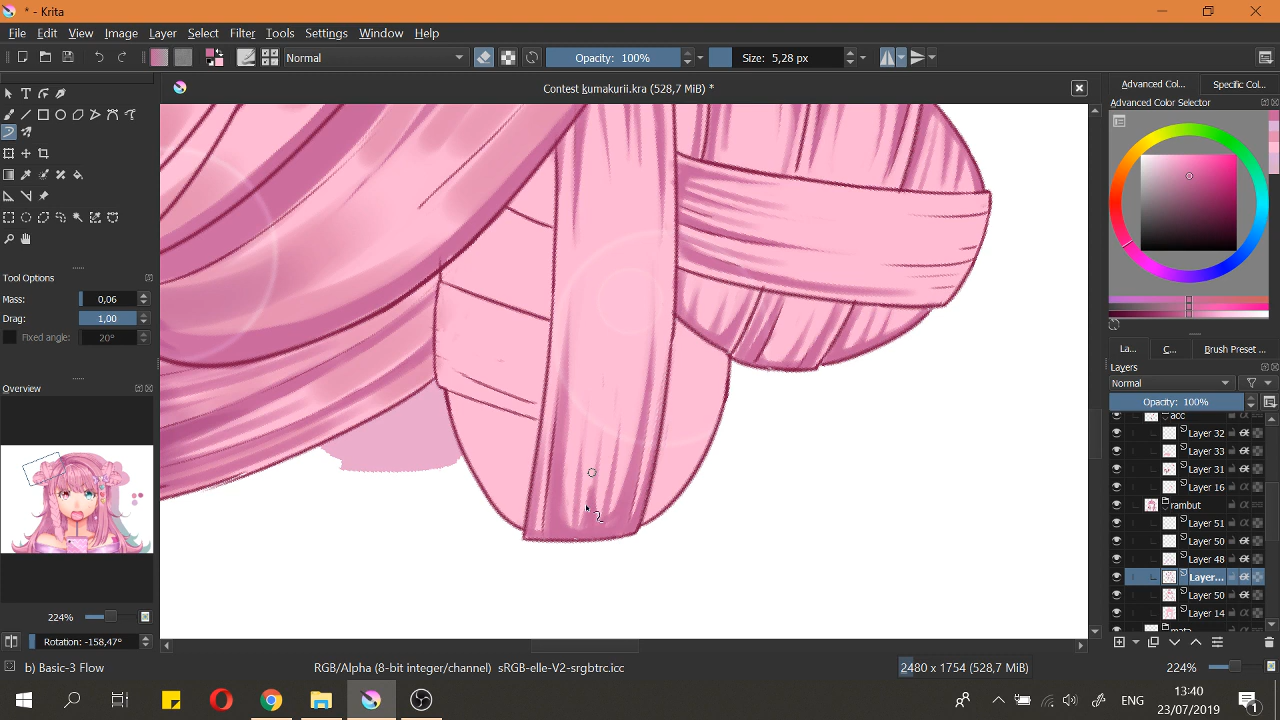 * - Krita
File Edit View Image Layer Select Filter Tools Settings Window Help
Normal
Opacity: 100%
Size: 5,28 px
Contest kumakurii.kra (528,7 MiB) *
Advanced Col...
Specific Col...
Advanced Color Selector
Tool Options
Mass: 0,06
Drag: 1,00
Fixed angle: 20°
Overview
224%
Rotation: -158,47°
La...
C...
Brush Preset ...
Layers
Normal
Opacity: 100%
acc
Layer 32
Layer 33
Layer 31
Layer 16
rambut
Layer 51
Layer 50
Layer 48
Layer...
Layer 50
Layer 14
b) Basic-3 Flow
RGB/Alpha (8-bit integer/channel) sRGB-elle-V2-srgbtrc.icc
2480 x 1754 (528,7 MiB)
224%
ENG
13:40
23/07/2019
1